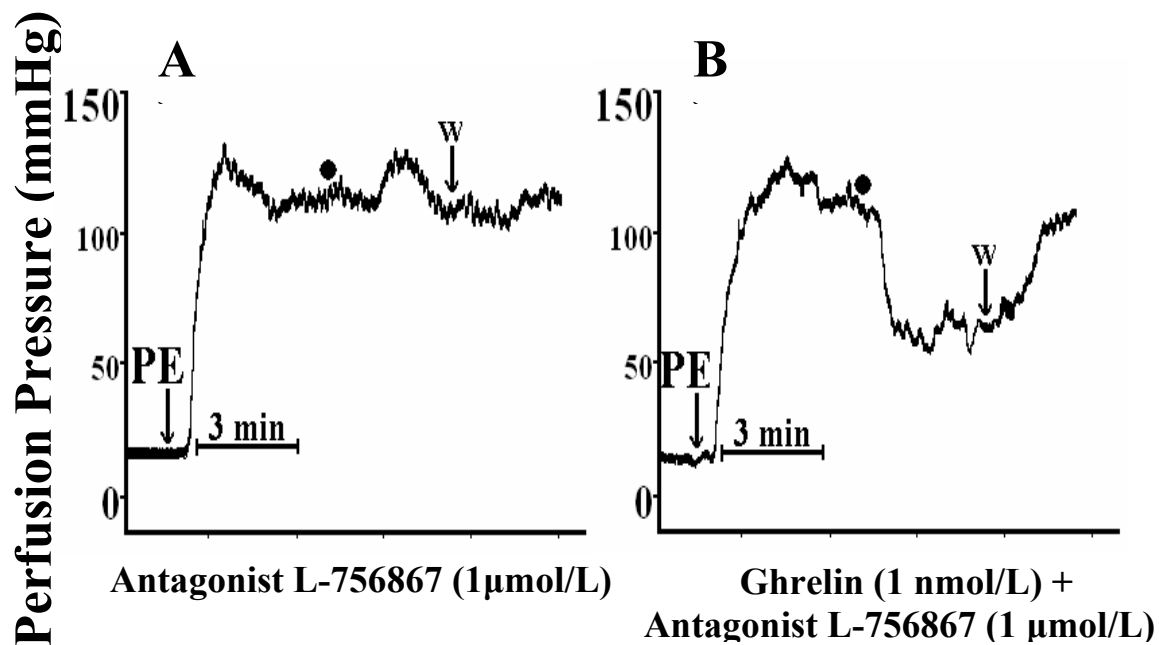 Perfusion Pressure (mmHg)
A
150
100
50
0
PE
3 min
w
Antagonist L-756867 (1µmol/L)
B
150
100
50
0
PE
3 min
w
Ghrelin (1 nmol/L) +
Antagonist L-756867 (1 µmol/L)